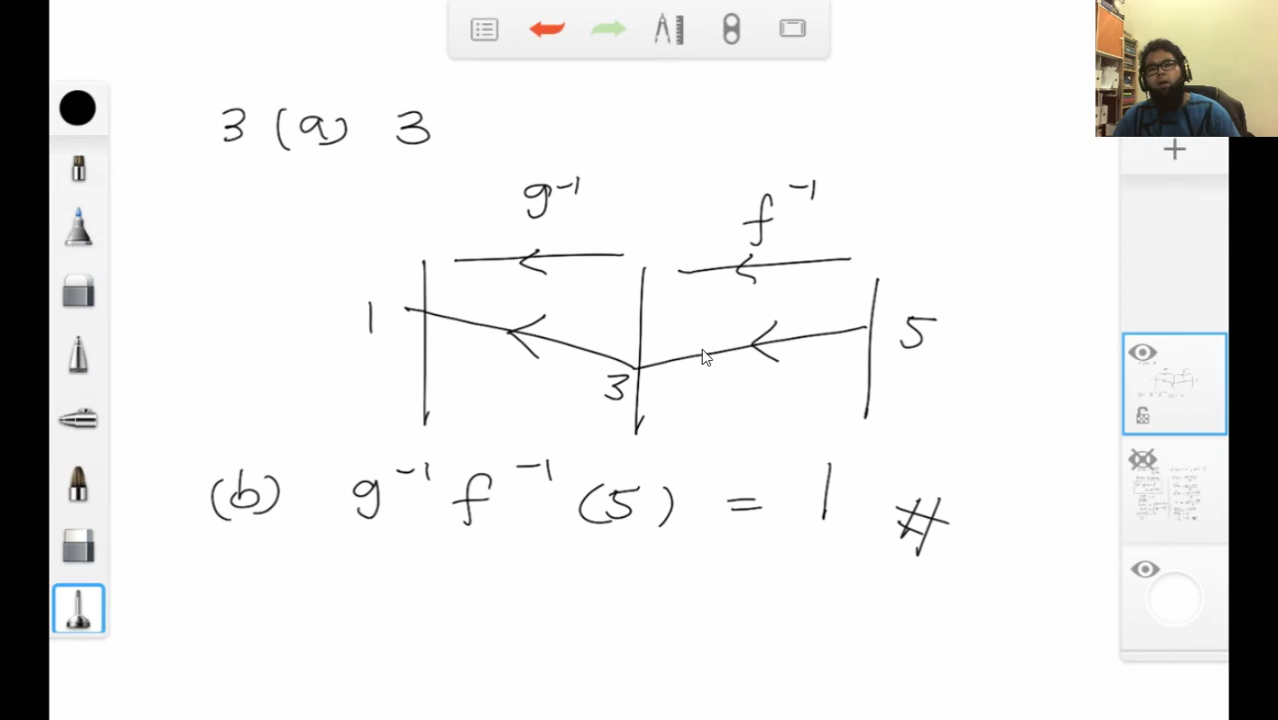 3 (a) 3
g⁻¹ f⁻¹
1 5
3
(b) g⁻¹ f⁻¹ (5) = 1 #